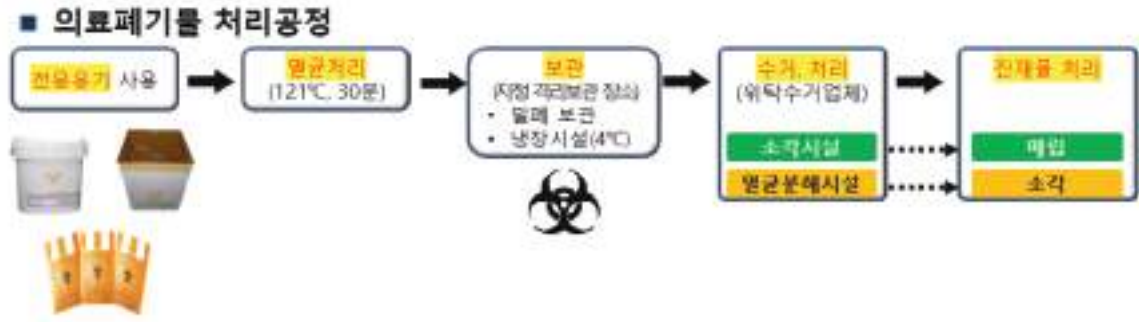 ■ 의료폐기물 처리공정
전용용기 사용
멸균처리
(121℃, 30분)
보관
(지정 격리보관 장소)
• 밀폐 보관
• 냉장시설(4℃)
수거, 처리
(위탁수거업체)
소각시설
멸균분해시설
잔재물 처리
매립
소각